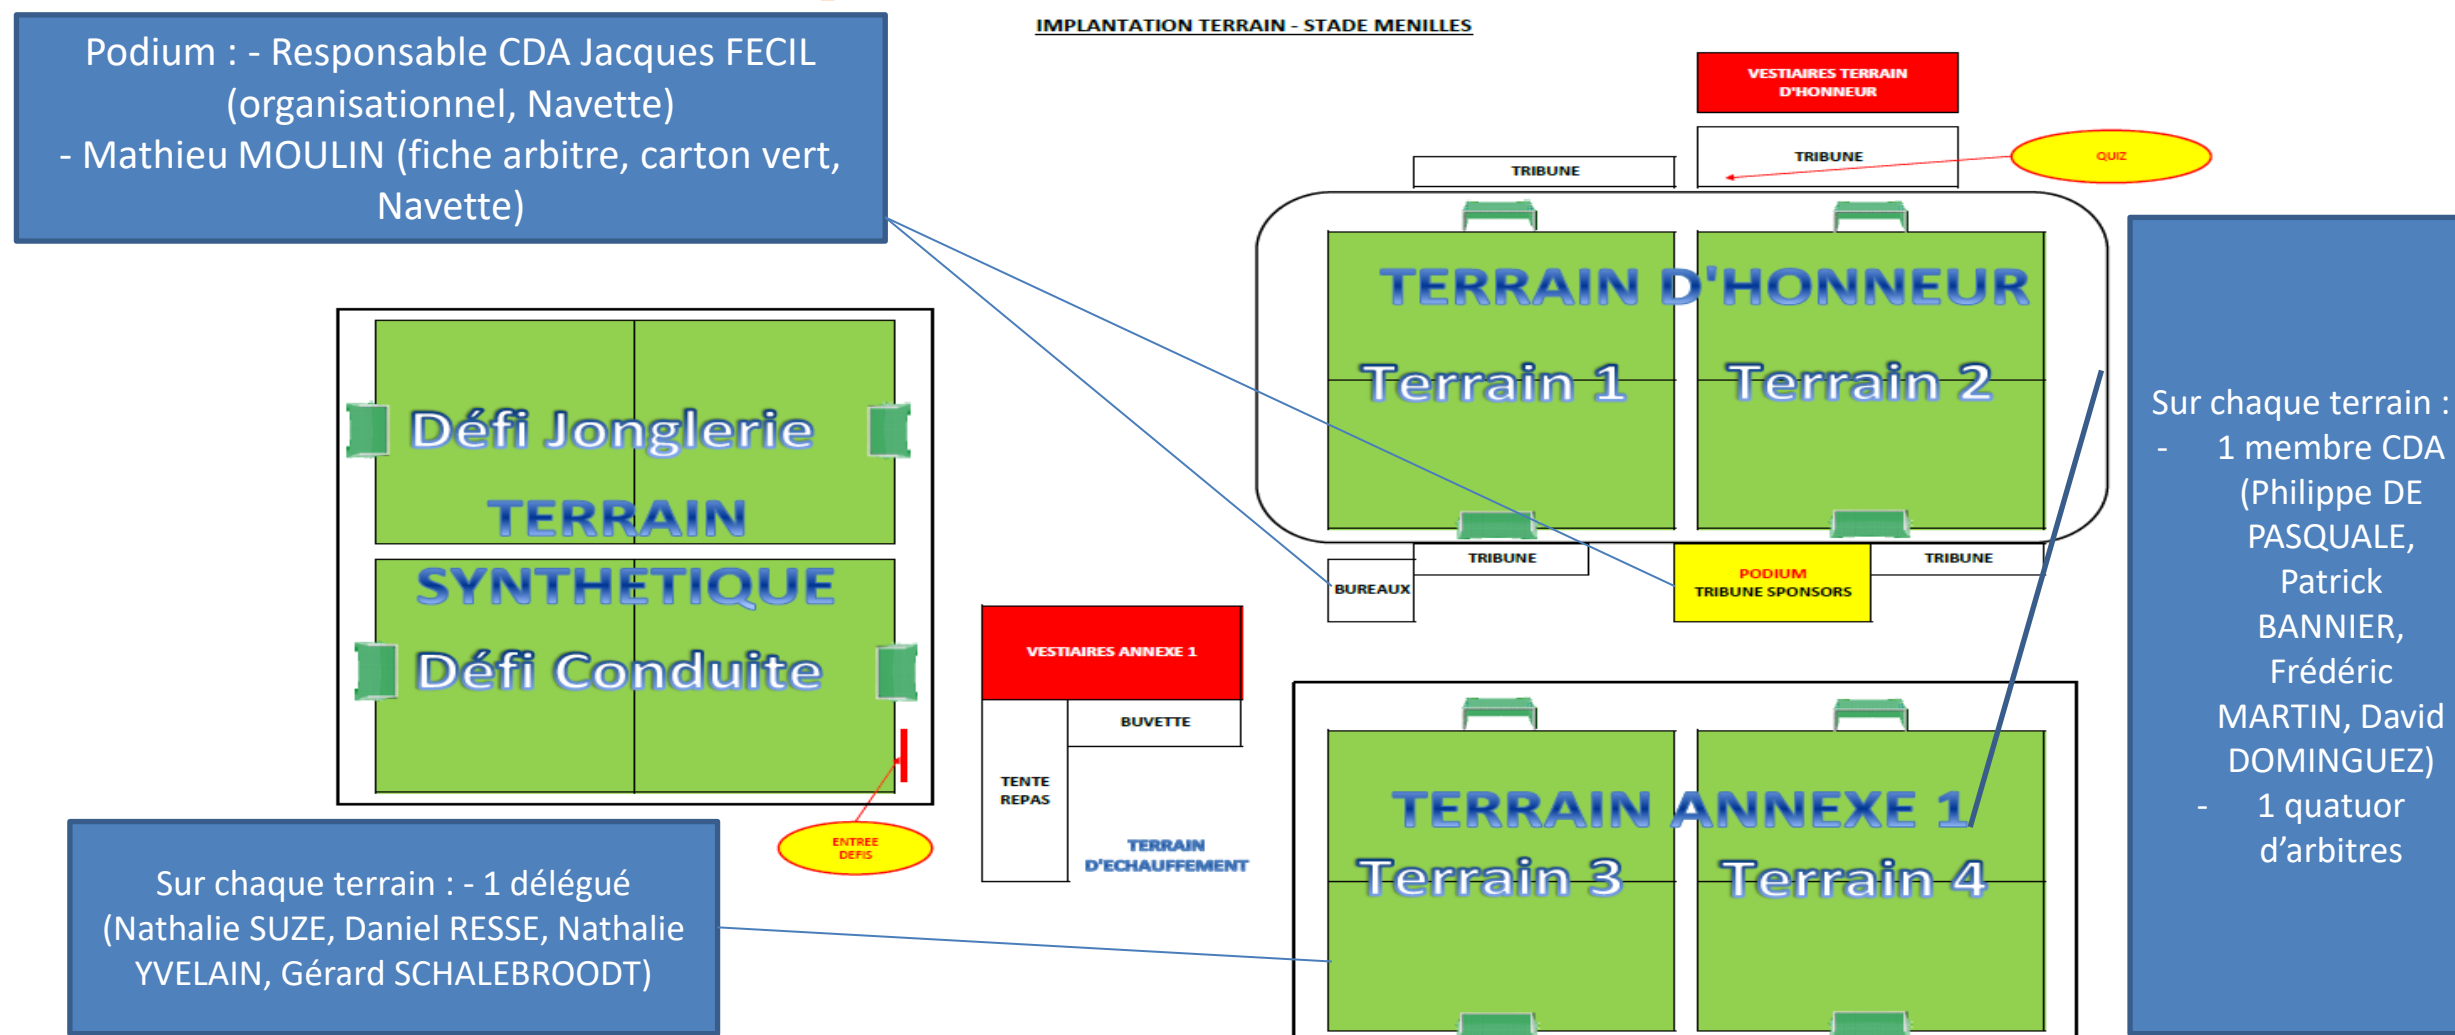 IMPLANTATION TERRAIN - STADE MENILLES
Podium : - Responsable CDA Jacques FECIL
(organisationnel, Navette)
- Mathieu MOULIN (fiche arbitre, carton vert,
Navette)
VESTIAIRES TERRAIN
D'HONNEUR
TRIBUNE
TRIBUNE
QUIZ
TERRAIN D'HONNEUR
Terrain 1
Terrain 2
Défi Jonglerie
TERRAIN
SYNTHETIQUE
Défi Conduite
ENTREE
DEFIS
BUREAUX
TRIBUNE
PODIUM
TRIBUNE SPONSORS
TRIBUNE
VESTIAIRES ANNEXE 1
BUVETTE
TENTE
REPAS
TERRAIN
D'ECHAUFFEMENT
TERRAIN ANNEXE 1
Terrain 3
Terrain 4
Sur chaque terrain :
- 1 membre CDA
(Philippe DE
PASQUALE,
Patrick
BANNIER,
Frédéric
MARTIN, David
DOMINGUEZ)
- 1 quatuor
d’arbitres
Sur chaque terrain : - 1 délégué
(Nathalie SUZE, Daniel RESSE, Nathalie
YVELAIN, Gérard SCHALEBROODT)